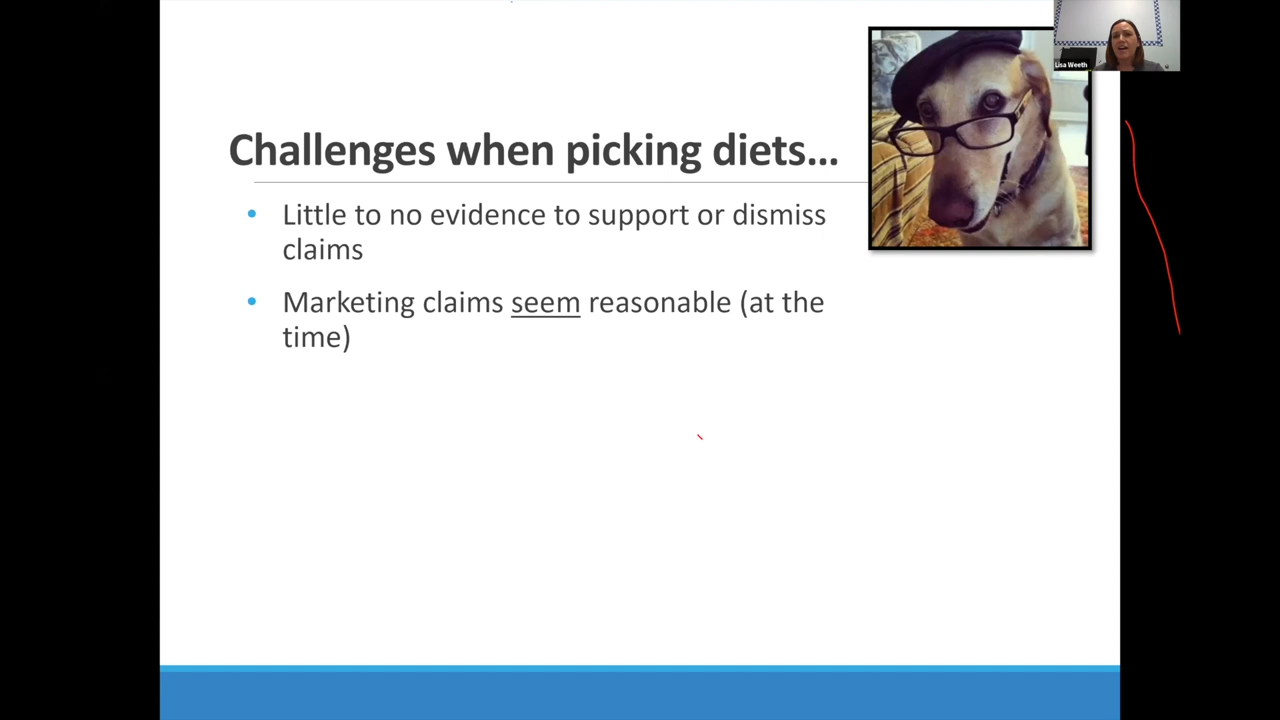 Lisa Weeth
Challenges when picking diets...
• Little to no evidence to support or dismiss
claims
• Marketing claims seem reasonable (at the
time)